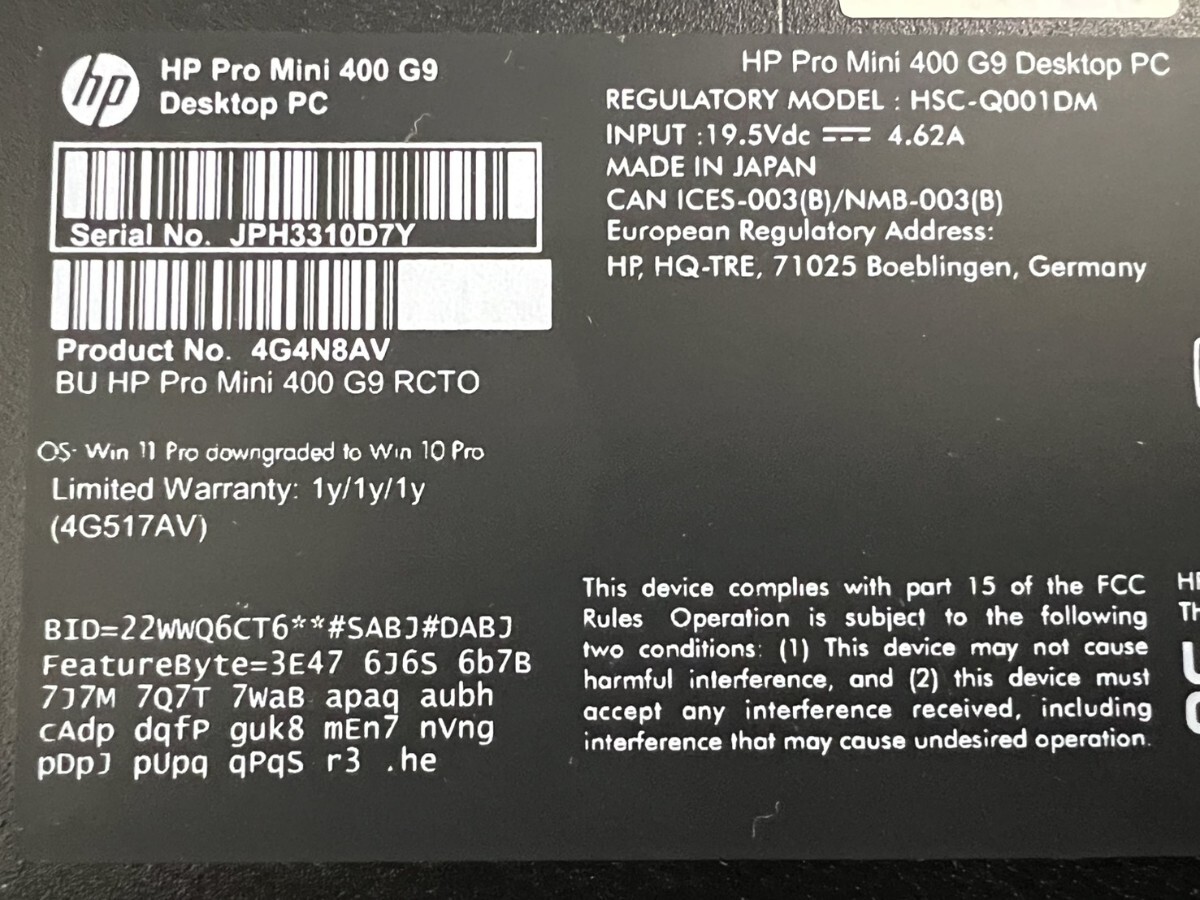 hp
HP Pro Mini 400 G9
Desktop PC
Serial No. JPH3310D7Y
Product No. 4G4N8AV
BU HP Pro Mini 400 G9 RCTO
OS- Win 11 Pro downgraded to Win 10 Pro
Limited Warranty: 1y/1y/1y
(4G517AV)
BID=22WWQ6CT6**#SABJ#DABJ
FeatureByte=3E47 6J6S 6b7B
7J7M 7Q7T 7WaB apaq aubh
cAdp dqfP guk8 mEn7 nVng
pDpJ pUpq qPqS r3 .he
HP Pro Mini 400 G9 Desktop PC
REGULATORY MODEL : HSC-Q001DM
INPUT :19.5Vdc ⎓ 4.62A
MADE IN JAPAN
CAN ICES-003(B)/NMB-003(B)
European Regulatory Address:
HP, HQ-TRE, 71025 Boeblingen, Germany
This device complies with part 15 of the FCC
Rules Operation is subject to the following
two conditions: (1) This device may not cause
harmful interference, and (2) this device must
accept any interference received, including
interference that may cause undesired operation.